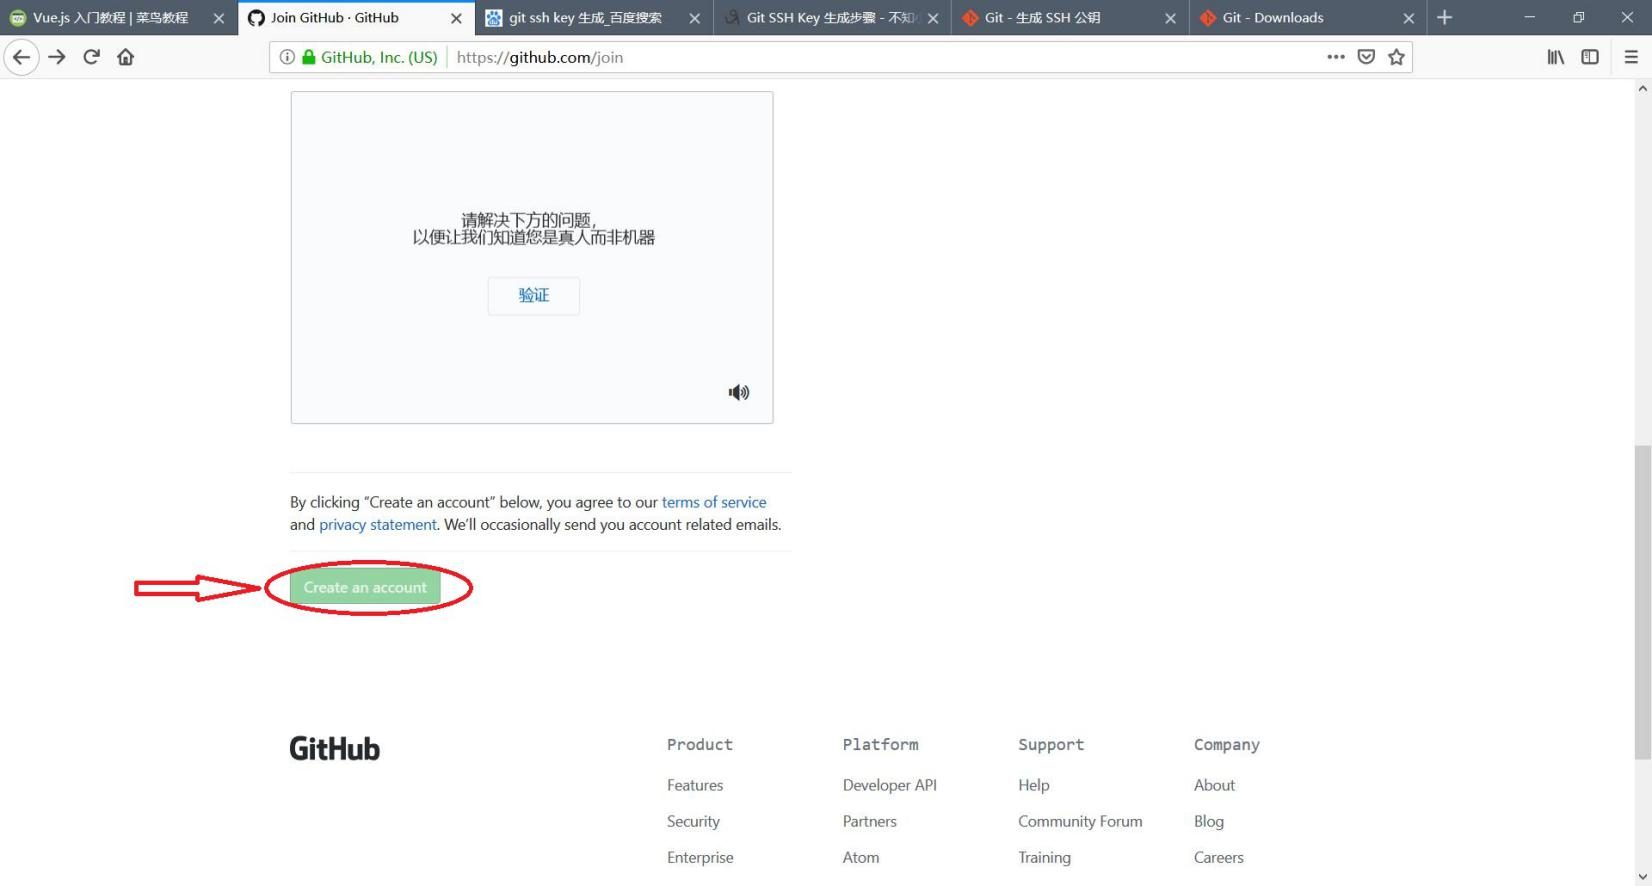 Vue.js 入门教程 | 菜鸟教程
Join GitHub · GitHub
git ssh key 生成_百度搜索
Git SSH Key 生成步骤 - 不知
Git - 生成 SSH 公钥
Git - Downloads
GitHub, Inc. (US)
https://github.com/join
请解决下方的问题，
以便让我们知道您是真人而非机器
验证
By clicking “Create an account” below, you agree to our terms of service
and privacy statement. We’ll occasionally send you account related emails.
Create an account
GitHub
Product
Platform
Support
Company
Features
Developer API
Help
About
Security
Partners
Community Forum
Blog
Enterprise
Atom
Training
Careers